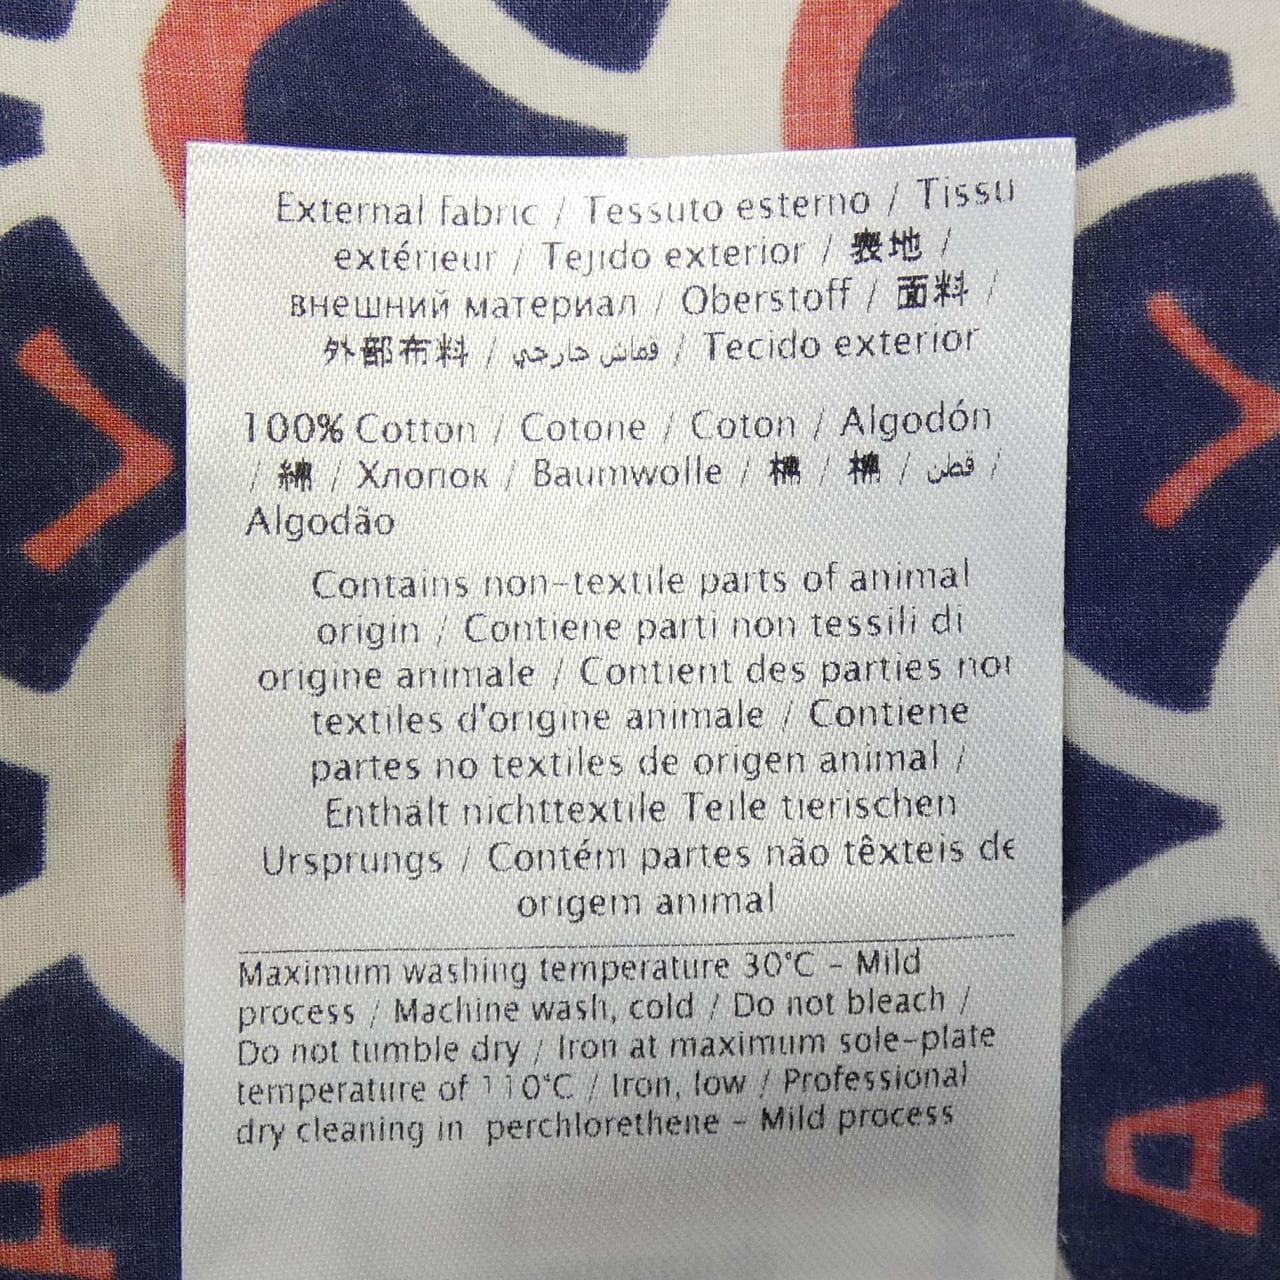 External fabric / Tessuto esterno / Tissu
extérieur / Tejido exterior / 表地 /
внешний материал / Oberstoff / 面料 /
外部布料 / قماش خارجي / Tecido exterior
100% Cotton / Cotone / Coton / Algodón
/ 綿 / Хлопок / Baumwolle / 棉 / 棉 / قطن /
Algodão
Contains non-textile parts of animal
origin / Contiene parti non tessili di
origine animale / Contient des parties non
textiles d'origine animale / Contiene
partes no textiles de origen animal /
Enthält nichttextile Teile tierischen
Ursprungs / Contém partes não têxteis de
origem animal
Maximum washing temperature 30°C - Mild
process / Machine wash, cold / Do not bleach /
Do not tumble dry / Iron at maximum sole-plate
temperature of 110°C / Iron, low / Professional
dry cleaning in perchlorethene - Mild process
A
A